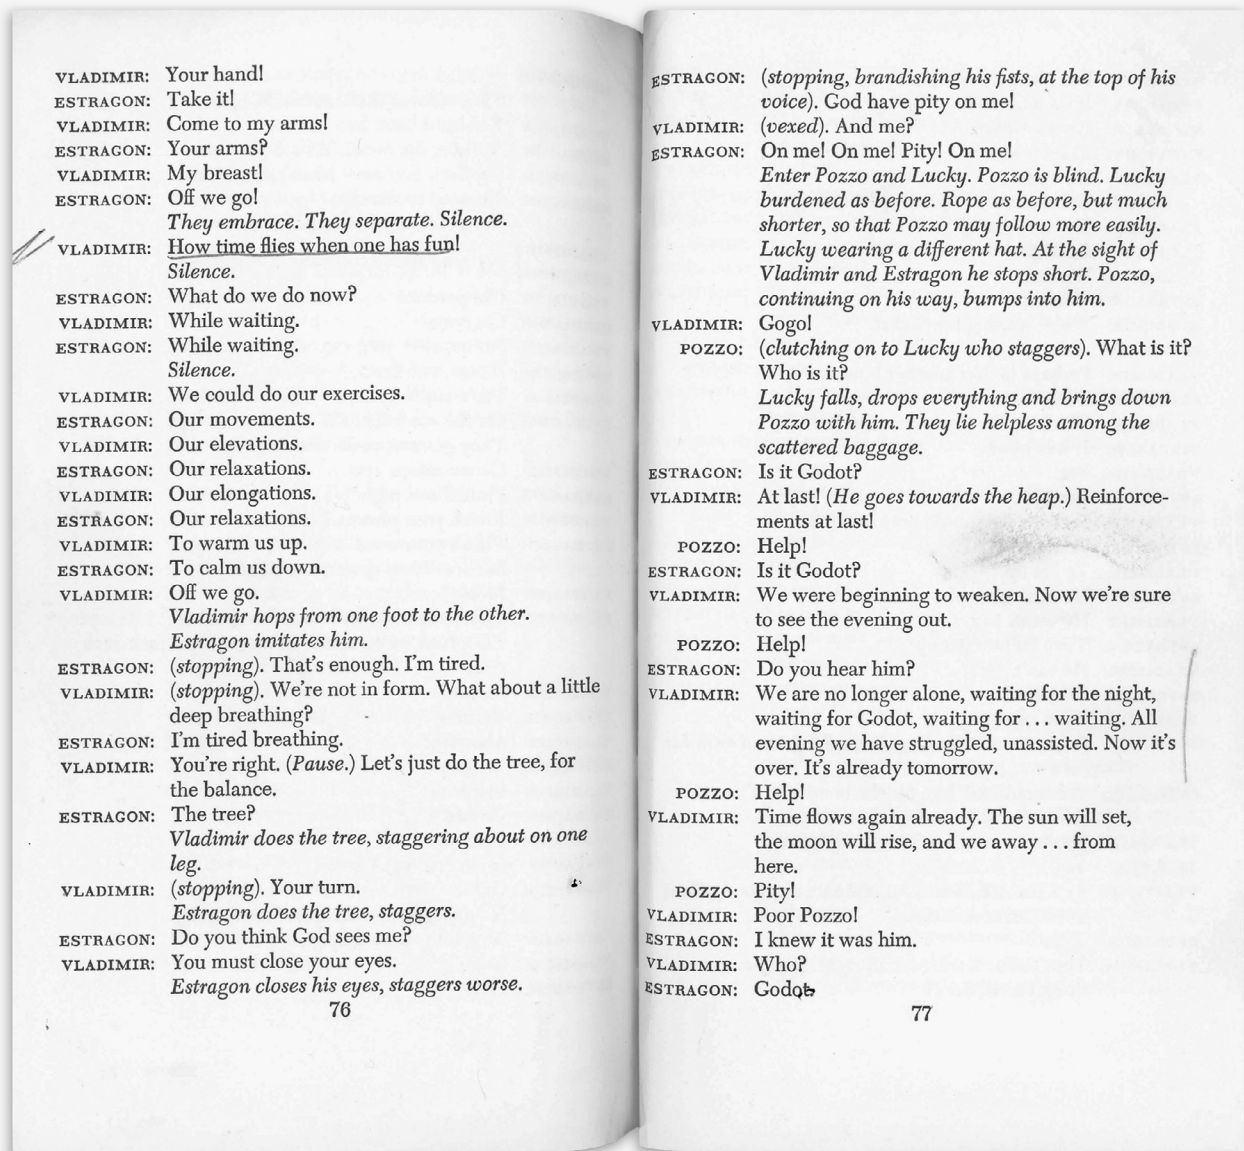 VLADIMIR: Your hand!
ESTRAGON: Take it!
VLADIMIR: Come to my arms!
ESTRAGON: Your arms?
VLADIMIR: My breast!
ESTRAGON: Off we go!
They embrace. They separate. Silence.
VLADIMIR: How time flies when one has fun!
Silence.
ESTRAGON: What do we do now?
VLADIMIR: While waiting.
ESTRAGON: While waiting.
Silence.
VLADIMIR: We could do our exercises.
ESTRAGON: Our movements.
VLADIMIR: Our elevations.
ESTRAGON: Our relaxations.
VLADIMIR: Our elongations.
ESTRAGON: Our relaxations.
VLADIMIR: To warm us up.
ESTRAGON: To calm us down.
VLADIMIR: Off we go.
Vladimir hops from one foot to the other.
Estragon imitates him.
ESTRAGON: (stopping). That's enough. I'm tired.
VLADIMIR: (stopping). We're not in form. What about a little
deep breathing?
ESTRAGON: I'm tired breathing.
VLADIMIR: You're right. (Pause.) Let's just do the tree, for
the balance.
ESTRAGON: The tree?
Vladimir does the tree, staggering about on one
leg.
VLADIMIR: (stopping). Your turn.
Estragon does the tree, staggers.
ESTRAGON: Do you think God sees me?
VLADIMIR: You must close your eyes.
Estragon closes his eyes, staggers worse.
76
ESTRAGON: (stopping, brandishing his fists, at the top of his
voice). God have pity on me!
VLADIMIR: (vexed). And me?
ESTRAGON: On me! On me! Pity! On me!
Enter Pozzo and Lucky. Pozzo is blind. Lucky
burdened as before. Rope as before, but much
shorter, so that Pozzo may follow more easily.
Lucky wearing a different hat. At the sight of
Vladimir and Estragon he stops short. Pozzo,
continuing on his way, bumps into him.
VLADIMIR: Gogo!
POZZO: (clutching on to Lucky who staggers). What is it?
Who is it?
Lucky falls, drops everything and brings down
Pozzo with him. They lie helpless among the
scattered baggage.
ESTRAGON: Is it Godot?
VLADIMIR: At last! (He goes towards the heap.) Reinforce-
ments at last!
POZZO: Help!
ESTRAGON: Is it Godot?
VLADIMIR: We were beginning to weaken. Now we're sure
to see the evening out.
POZZO: Help!
ESTRAGON: Do you hear him?
VLADIMIR: We are no longer alone, waiting for the night,
waiting for Godot, waiting for . . . waiting. All
evening we have struggled, unassisted. Now it's
over. It's already tomorrow.
POZZO: Help!
VLADIMIR: Time flows again already. The sun will set,
the moon will rise, and we away . . . from
here.
POZZO: Pity!
VLADIMIR: Poor Pozzo!
ESTRAGON: I knew it was him.
VLADIMIR: Who?
ESTRAGON: Godot.
77